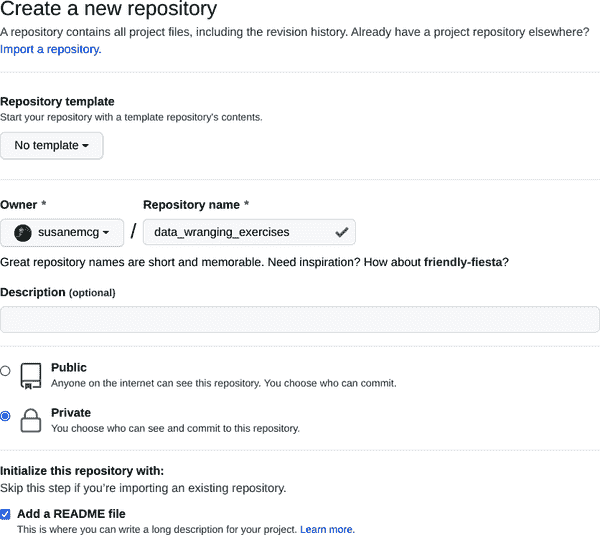 Create a new repository
A repository contains all project files, including the revision history. Already have a project repository elsewhere?
Import a repository.
Repository template
Start your repository with a template repository's contents.
No template
Owner *
Repository name *
susanemcg / data_wranging_exercises
Great repository names are short and memorable. Need inspiration? How about friendly-fiesta?
Description (optional)
Public
Anyone on the internet can see this repository. You choose who can commit.
Private
You choose who can see and commit to this repository.
Initialize this repository with:
Skip this step if you're importing an existing repository.
Add a README file
This is where you can write a long description for your project. Learn more.